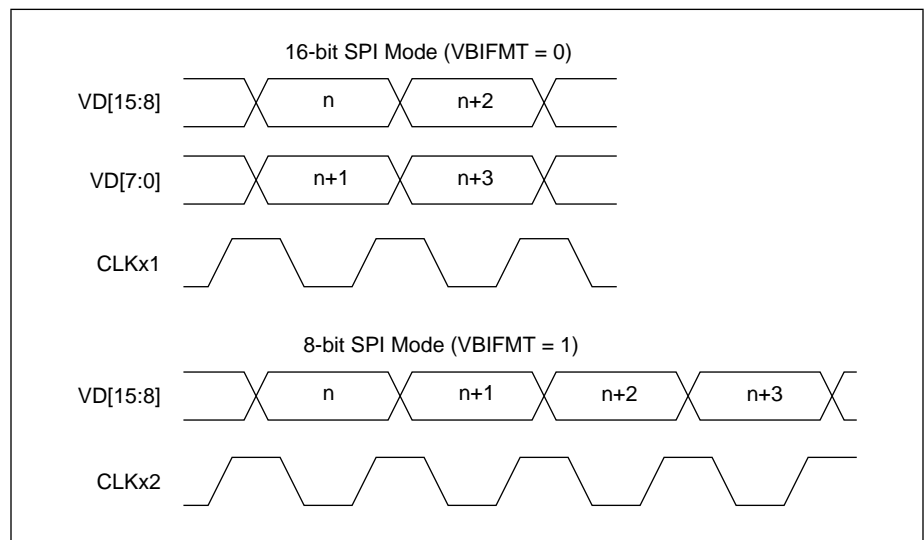 16-bit SPI Mode (VBIFMT = 0)
VD[15:8] n n+2
VD[7:0] n+1 n+3
CLKx1
8-bit SPI Mode (VBIFMT = 1)
VD[15:8] n n+1 n+2 n+3
CLKx2